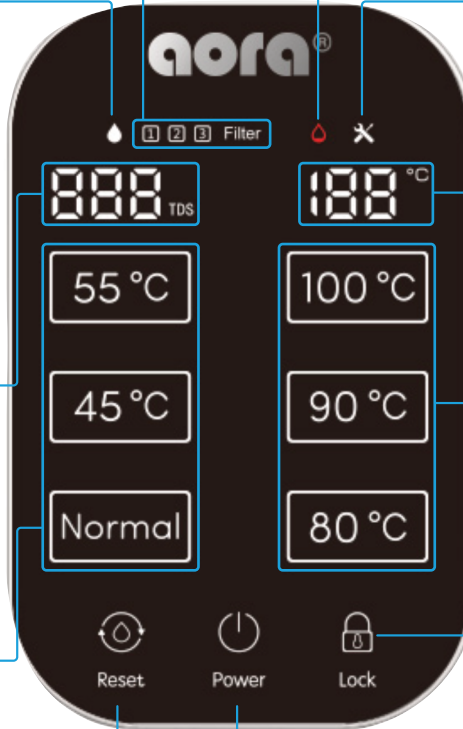 aora®
1 2 3 Filter
888 TDS
188 °C
55 °C
100 °C
45 °C
90 °C
Normal
80 °C
Reset
Power
Lock